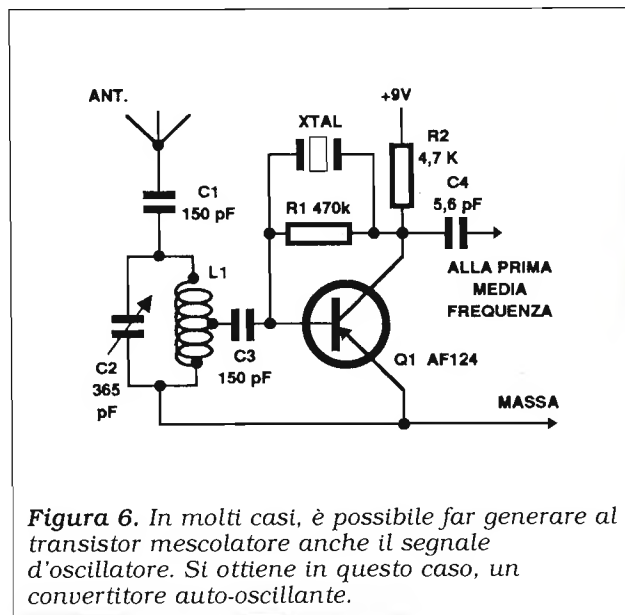 ANT.
+9V
XTAL
R2
4,7 K
C1
150 pF
C4
5,6 pF
R1 470k
L1
ALLA PRIMA
MEDIA
FREQUENZA
C2
365
pF
C3
150 pF
Q1 AF124
MASSA
Figura 6. In molti casi, è possibile far generare al
transistor mescolatore anche il segnale
d'oscillatore. Si ottiene in questo caso, un
convertitore auto-oscillante.